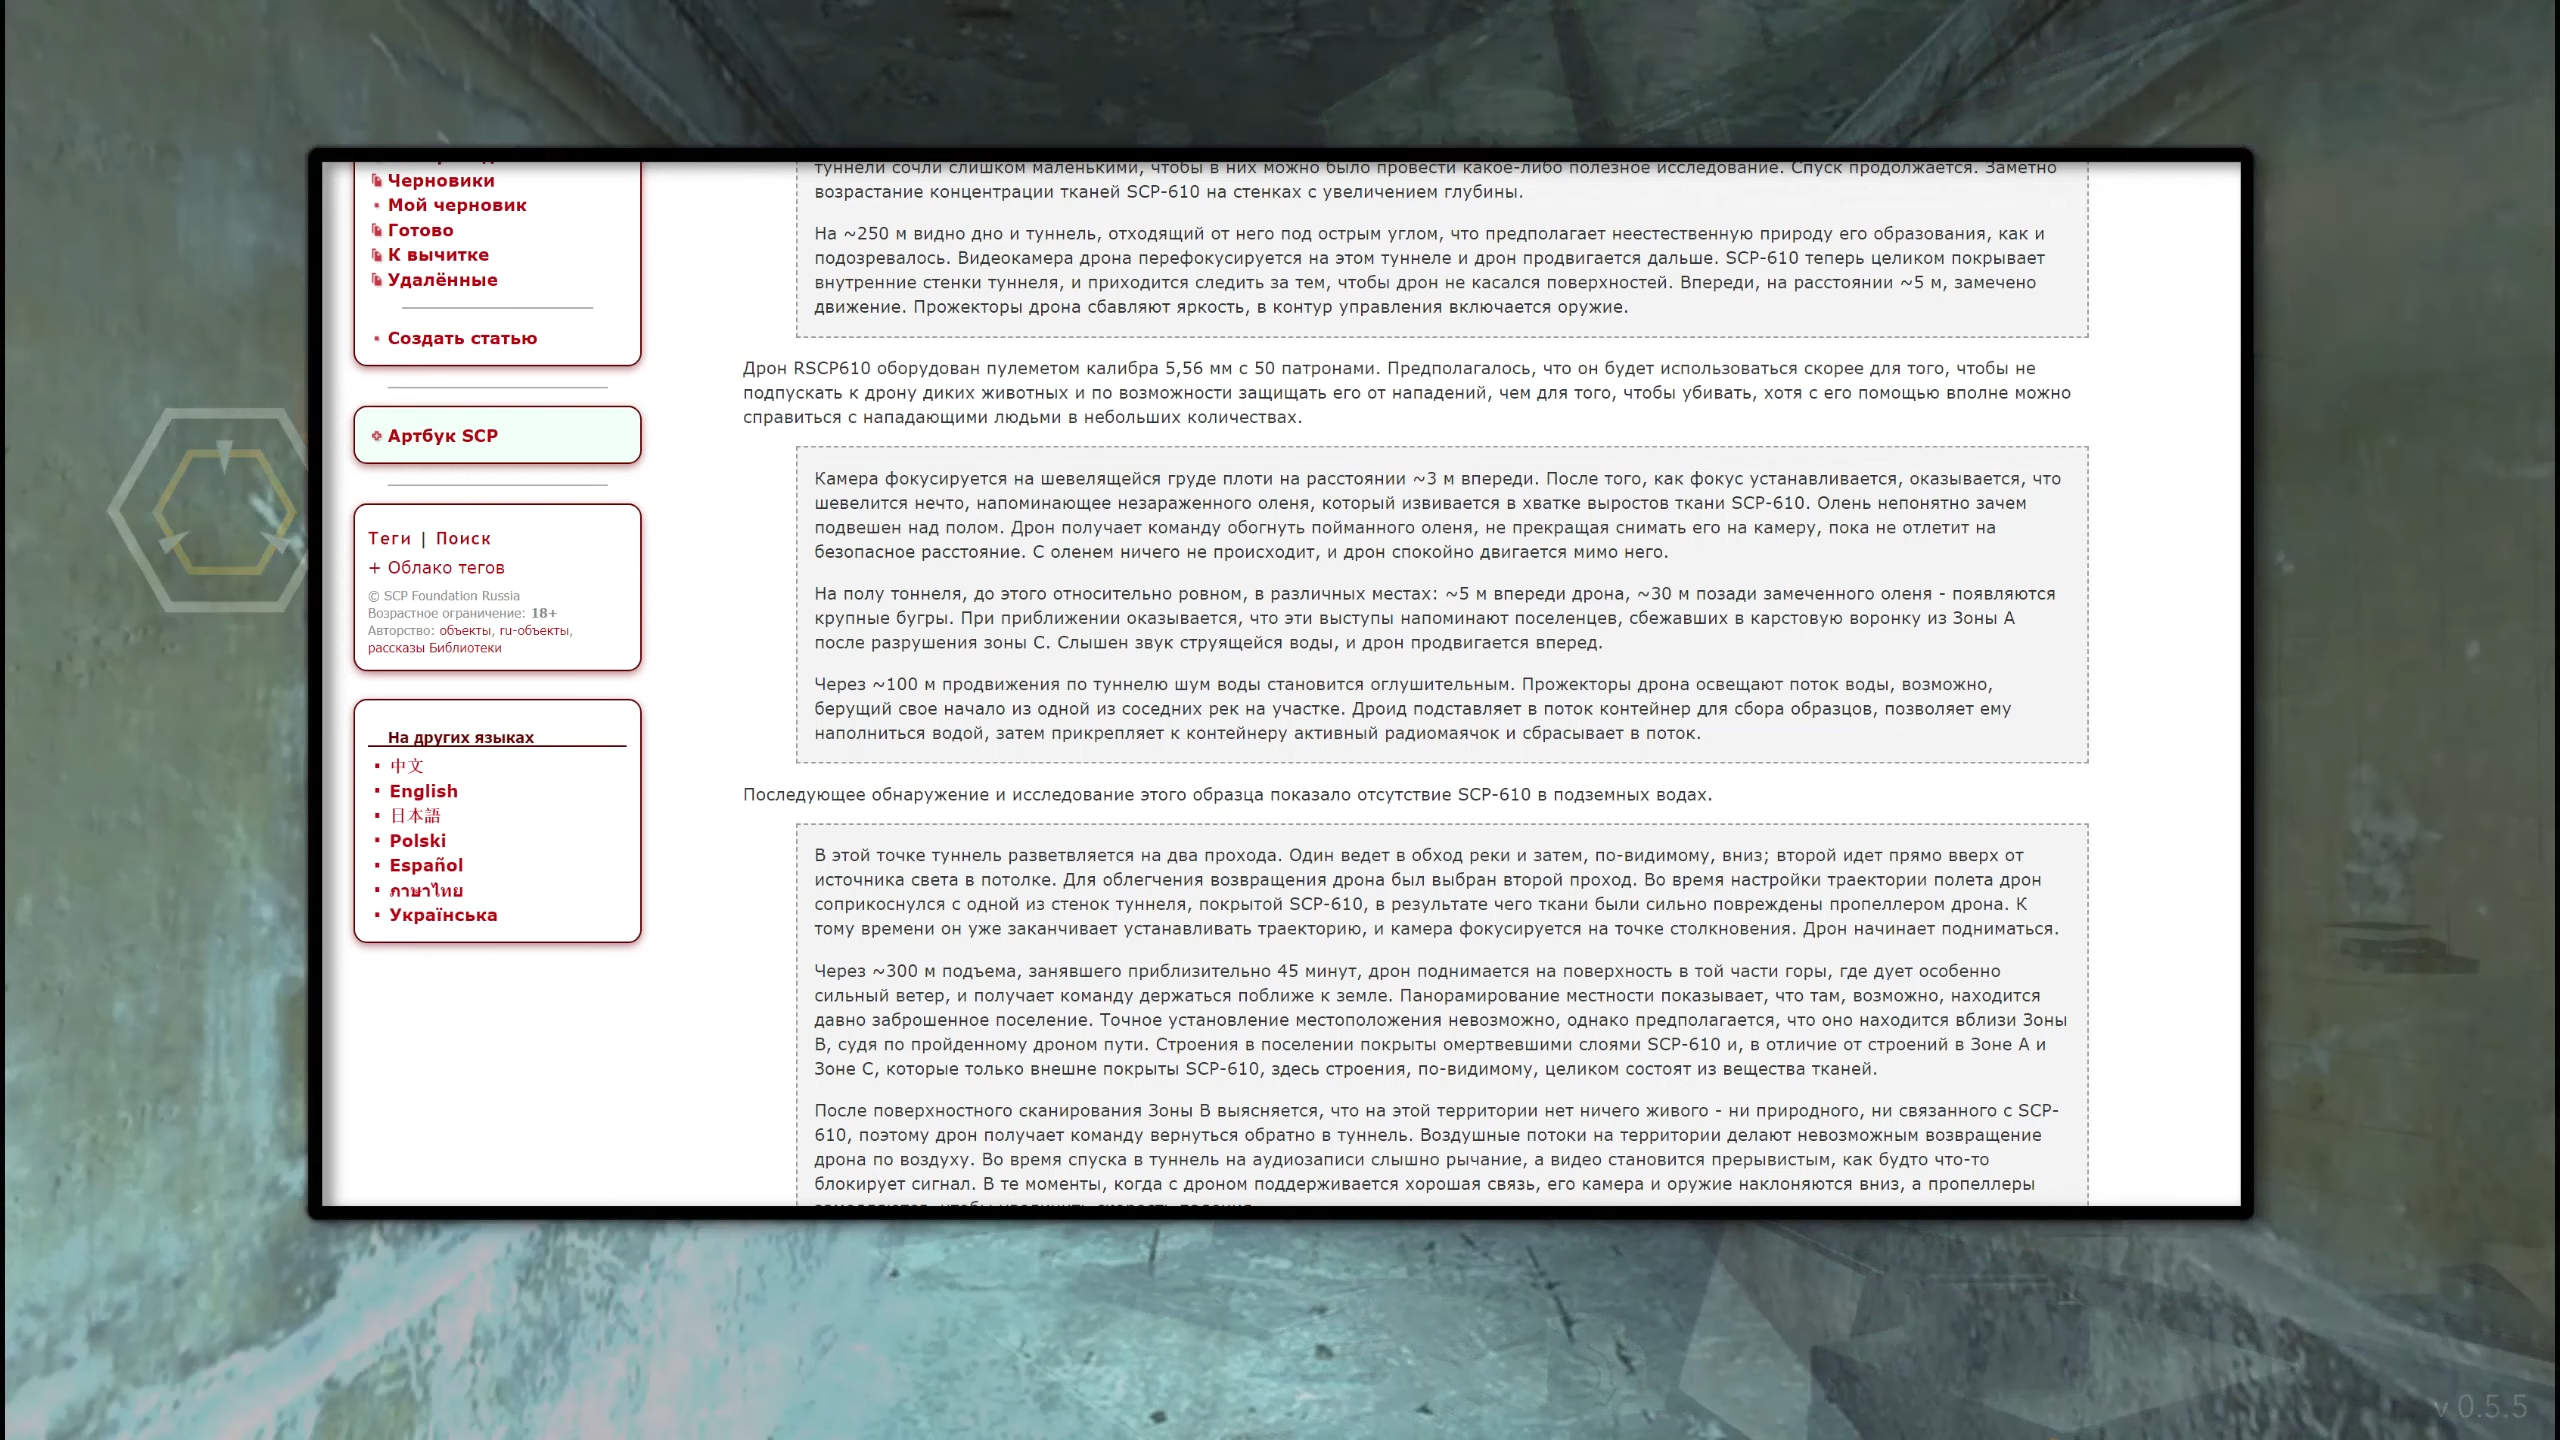 Черновики
Мой черновик
Готово
К вычитке
Удалённые
Создать статью
Артбук SCP
Теги | Поиск
+ Облако тегов
© SCP Foundation Russia
Возрастное ограничение: 18+
Авторство: объекты, ru-объекты,
рассказы Библиотеки
На других языках
中文
English
日本語
Polski
Español
ภาษาไทย
Українська
туннели сочли слишком маленькими, чтобы в них можно было провести какое-либо полезное исследование. Спуск продолжается. Заметно
возрастание концентрации тканей SCP-610 на стенках с увеличением глубины.
На ~250 м видно дно и туннель, отходящий от него под острым углом, что предполагает неестественную природу его образования, как и
подозревалось. Видеокамера дрона перефокусируется на этом туннеле и дрон продвигается дальше. SCP-610 теперь целиком покрывает
внутренние стенки туннеля, и приходится следить за тем, чтобы дрон не касался поверхностей. Впереди, на расстоянии ~5 м, замечено
движение. Прожекторы дрона сбавляют яркость, в контур управления включается оружие.
Дрон RSCP610 оборудован пулеметом калибра 5,56 мм с 50 патронами. Предполагалось, что он будет использоваться скорее для того, чтобы не
подпускать к дрону диких животных и по возможности защищать его от нападений, чем для того, чтобы убивать, хотя с его помощью вполне можно
справиться с нападающими людьми в небольших количествах.
Камера фокусируется на шевелящейся груде плоти на расстоянии ~3 м впереди. После того, как фокус устанавливается, оказывается, что
шевелится нечто, напоминающее незараженного оленя, который извивается в хватке выростов ткани SCP-610. Олень непонятно зачем
подвешен над полом. Дрон получает команду обогнуть пойманного оленя, не прекращая снимать его на камеру, пока не отлетит на
безопасное расстояние. С оленем ничего не происходит, и дрон спокойно двигается мимо него.
На полу тоннеля, до этого относительно ровном, в различных местах: ~5 м впереди дрона, ~30 м позади замеченного оленя - появляются
крупные бугры. При приближении оказывается, что эти выступы напоминают поселенцев, сбежавших в карстовую воронку из Зоны А
после разрушения зоны С. Слышен звук струящейся воды, и дрон продвигается вперед.
Через ~100 м продвижения по туннелю шум воды становится оглушительным. Прожекторы дрона освещают поток воды, возможно,
берущий свое начало из одной из соседних рек на участке. Дроид подставляет в поток контейнер для сбора образцов, позволяет ему
наполниться водой, затем прикрепляет к контейнеру активный радиомаячок и сбрасывает в поток.
Последующее обнаружение и исследование этого образца показало отсутствие SCP-610 в подземных водах.
В этой точке туннель разветвляется на два прохода. Один ведет в обход реки и затем, по-видимому, вниз; второй идет прямо вверх от
источника света в потолке. Для облегчения возвращения дрона был выбран второй проход. Во время настройки траектории полета дрон
соприкоснулся с одной из стенок туннеля, покрытой SCP-610, в результате чего ткани были сильно повреждены пропеллером дрона. К
тому времени он уже заканчивает устанавливать траекторию, и камера фокусируется на точке столкновения. Дрон начинает подниматься.
Через ~300 м подъема, занявшего приблизительно 45 минут, дрон поднимается на поверхность в той части горы, где дует особенно
сильный ветер, и получает команду держаться поближе к земле. Панорамирование местности показывает, что там, возможно, находится
давно заброшенное поселение. Точное установление местоположения невозможно, однако предполагается, что оно находится вблизи Зоны
B, судя по пройденному дроном пути. Строения в поселении покрыты омертвевшими слоями SCP-610 и, в отличие от строений в Зоне А и
Зоне С, которые только внешне покрыты SCP-610, здесь строения, по-видимому, целиком состоят из вещества тканей.
После поверхностного сканирования Зоны B выясняется, что на этой территории нет ничего живого - ни природного, ни связанного с SCP-
610, поэтому дрон получает команду вернуться обратно в туннель. Воздушные потоки на территории делают невозможным возвращение
дрона по воздуху. Во время спуска в туннель на аудиозаписи слышно рычание, а видео становится прерывистым, как будто что-то
блокирует сигнал. В те моменты, когда с дроном поддерживается хорошая связь, его камера и оружие наклоняются вниз, а пропеллеры
v 0.5.5